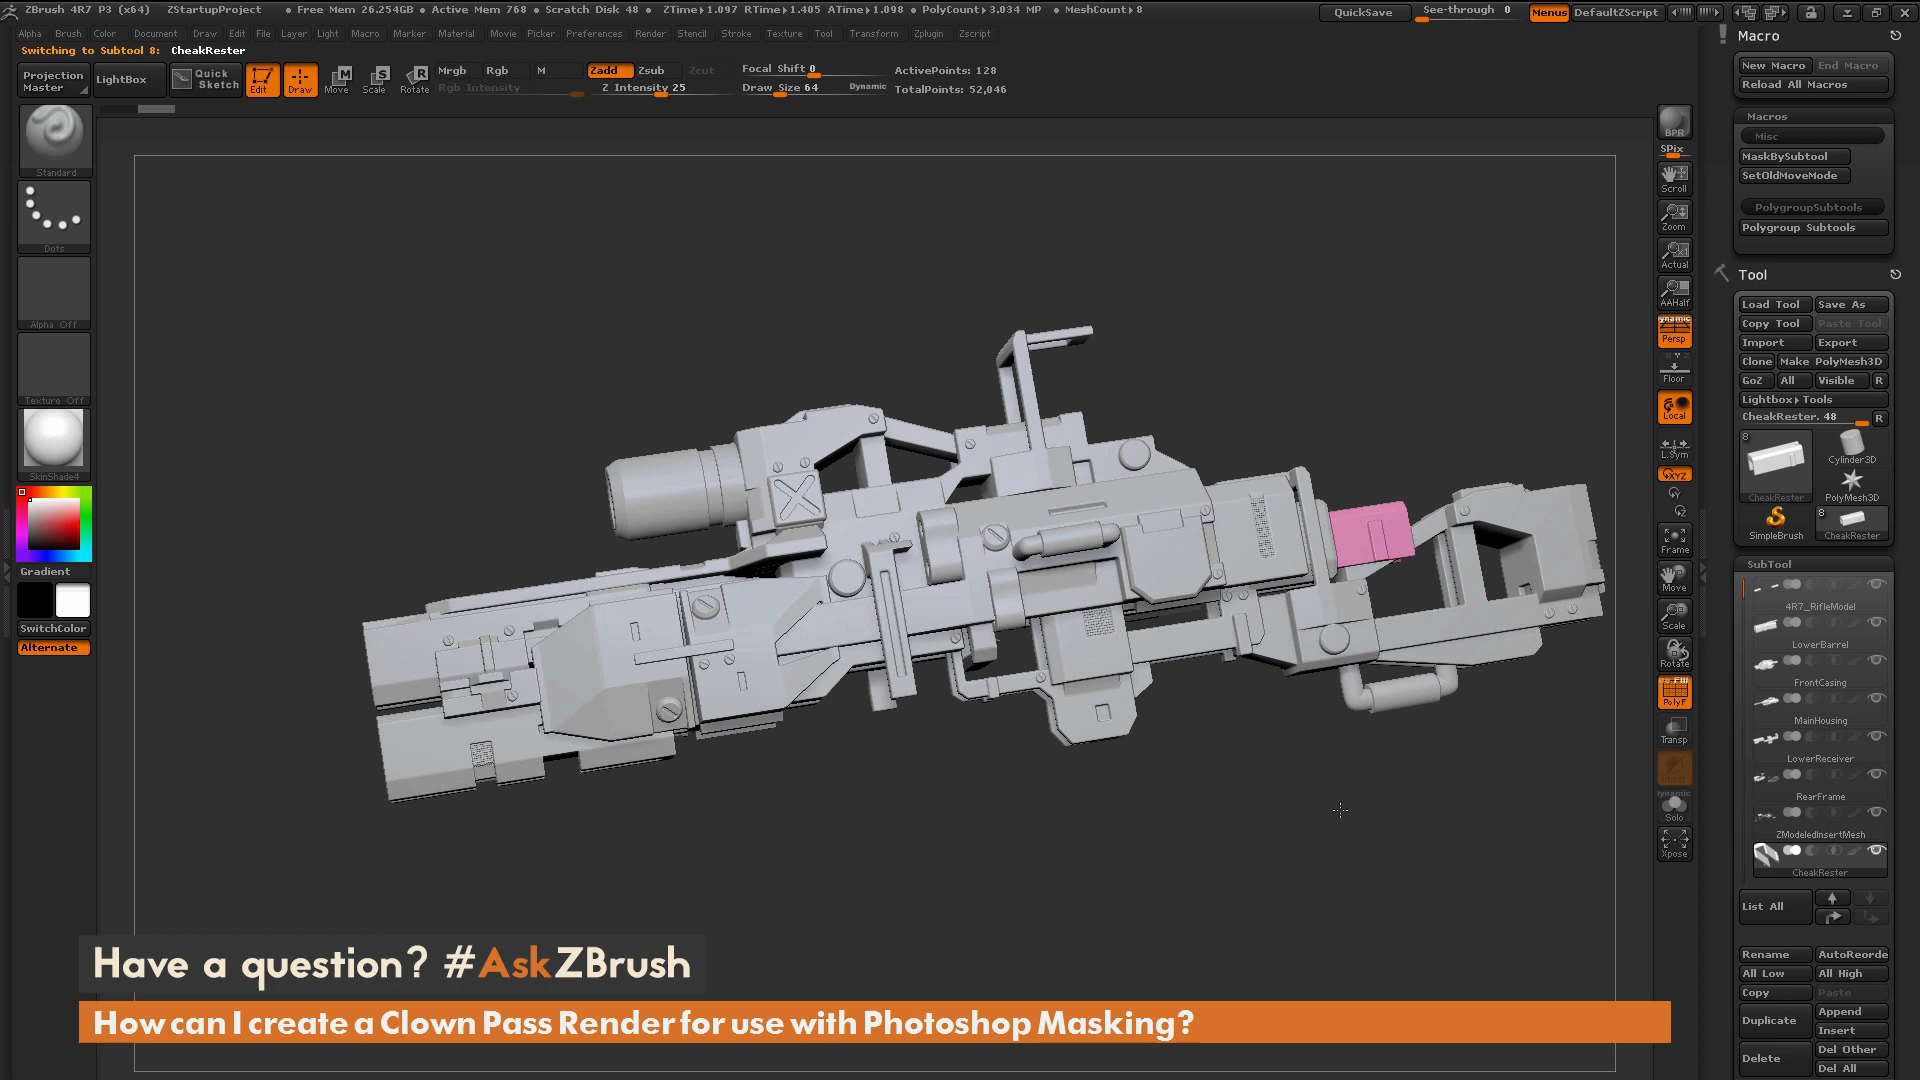 ZBrush 4R7 P3 (x64) ZStartupProject • Free Mem 26.254GB • Active Mem 768 • Scratch Disk 48 • ZTime▸1.097 RTime▸1.405 ATime▸1.098 • PolyCount▸3.034 MP • MeshCount▸8 QuickSave See-through 0 Menus DefaultZScript
Alpha Brush Color Document Draw Edit File Layer Light Macro Marker Material Movie Picker Preferences Render Stencil Stroke Texture Tool Transform Zplugin Zscript
Switching to Subtool 8: CheakRester
Projection Master
LightBox
Quick Sketch
Edit
Draw
Move
Scale
Rotate
Mrgb Rgb M
Rgb Intensity
Zadd Zsub Zcut
Z Intensity 25
Focal Shift 0
Draw Size 64 Dynamic
ActivePoints: 128
TotalPoints: 52,046
Standard
Dots
Alpha Off
Texture Off
SkinShade4
Gradient
SwitchColor
Alternate
BPR
SPix
Scroll
Zoom
Actual
AAHalf
Persp
Floor
Local
L.Sym
XYZ
Frame
Move
Scale
Rotate
PolyF
Transp
Ghost
Dynamic
Solo
Xpose
Macro
New Macro End Macro
Reload All Macros
Macros
Misc
MaskBySubtool
SetOldMoveMode
PolygroupSubtools
Polygroup Subtools
Tool
Load Tool Save As
Copy Tool Paste Tool
Import Export
Clone Make PolyMesh3D
GoZ All Visible R
Lightbox▸Tools
CheakRester. 48 R
8
CheakRester
Cylinder3D
PolyMesh3D
SimpleBrush
8
CheakRester
SubTool
4R7_RifleModel
LowerBarrel
FrontCasing
MainHousing
LowerReceiver
RearFrame
ZModeledInsertMesh
CheakRester
List All
Rename AutoReorde
All Low All High
Copy Paste
Duplicate Append
Insert
Delete Del Other
Del All
Have a question? #AskZBrush
How can I create a Clown Pass Render for use with Photoshop Masking?